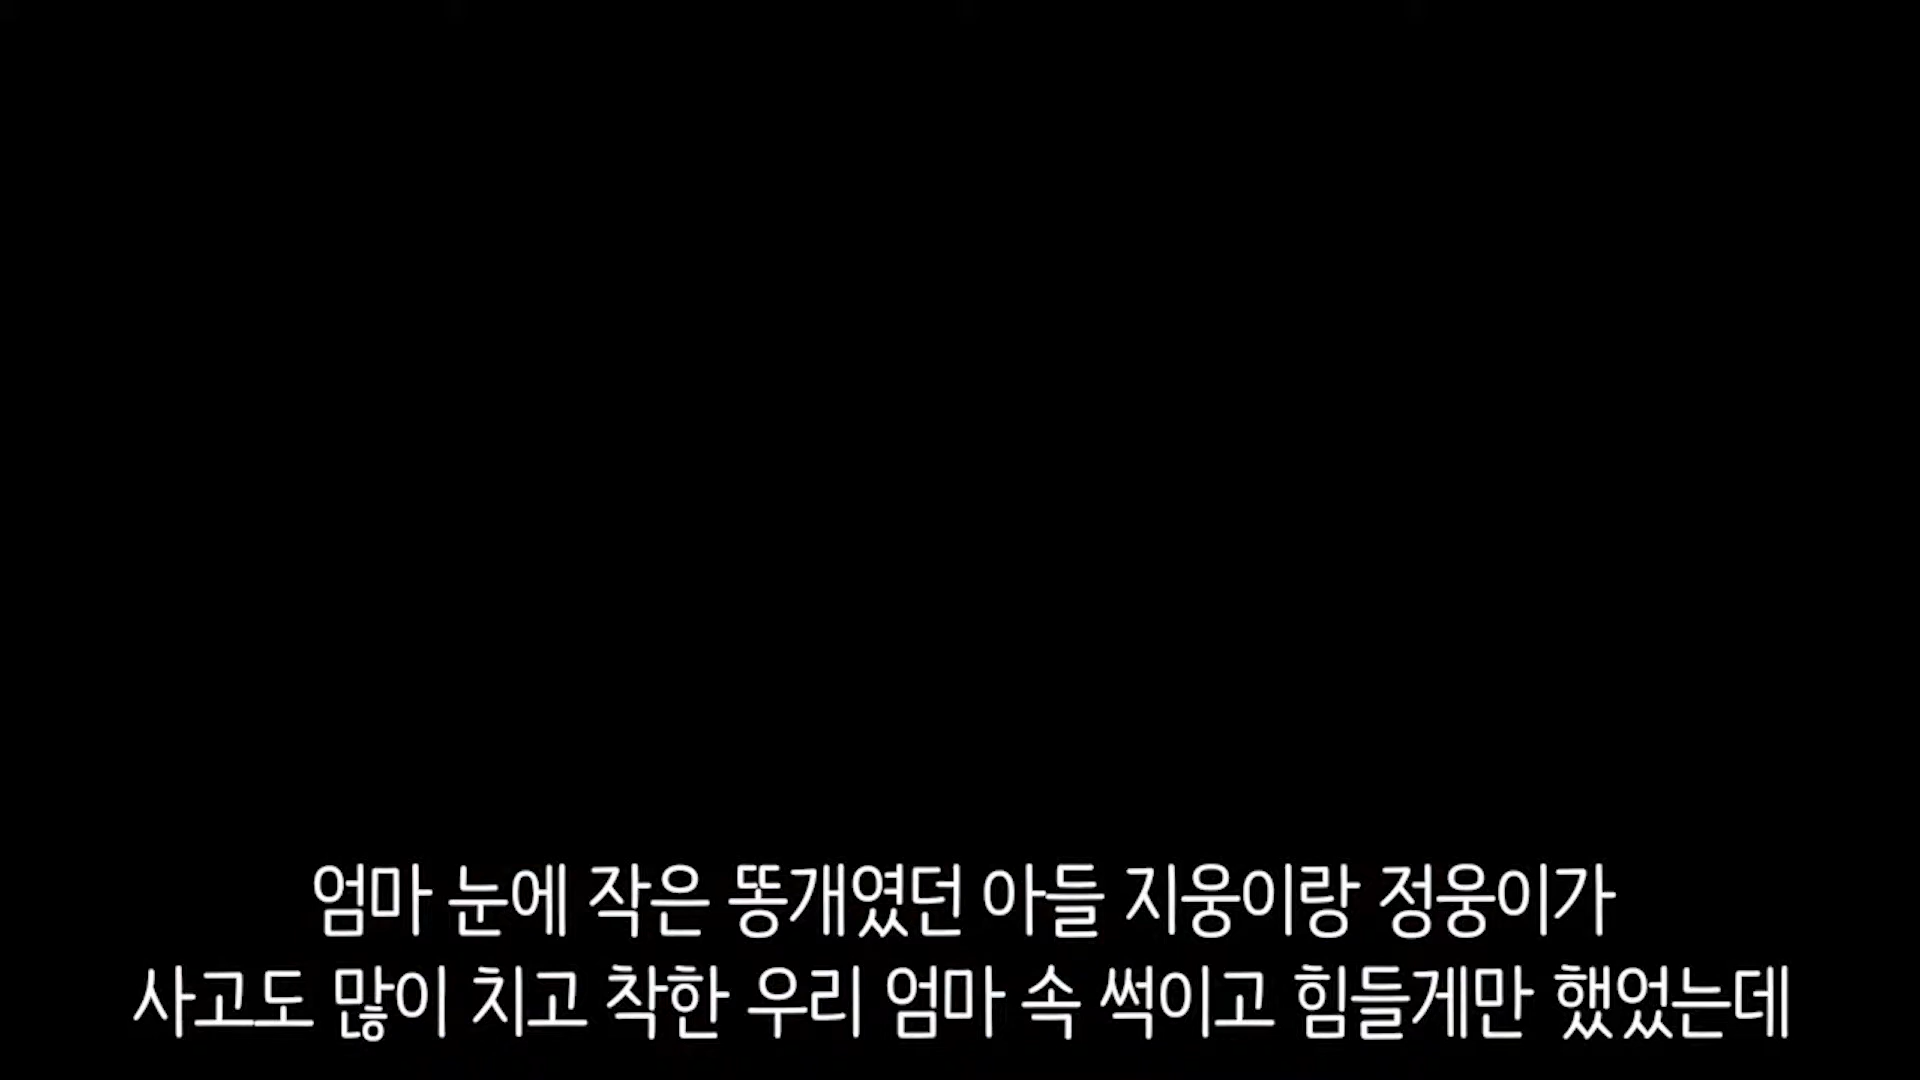 엄마 눈에 작은 똥개였던 아들 지웅이랑 정웅이가
사고도 많이 치고 착한 우리 엄마 속 썩이고 힘들게만 했었는데